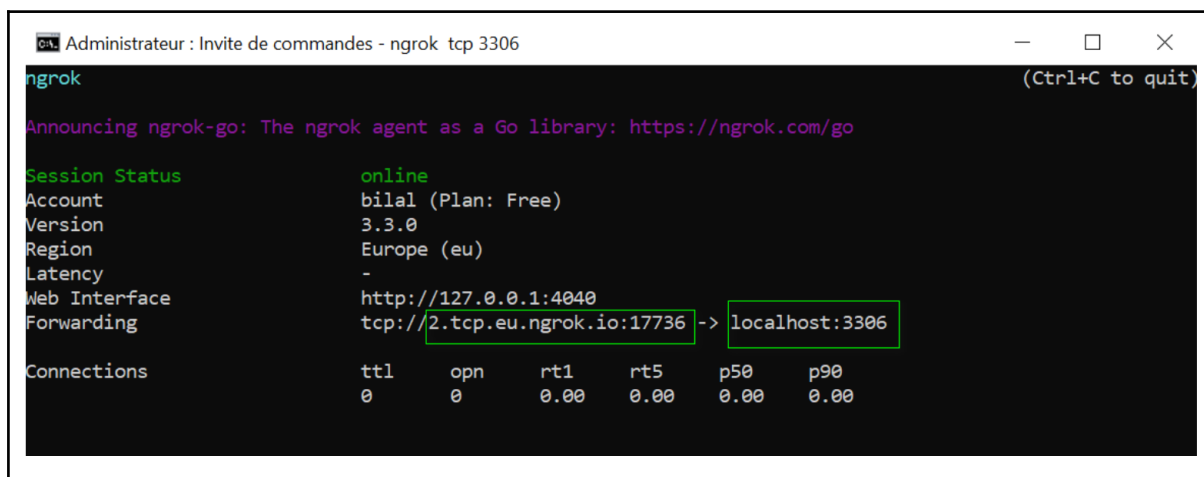 Administrateur : Invite de commandes - ngrok  tcp 3306
ngrok (Ctrl+C to quit)
Announcing ngrok-go: The ngrok agent as a Go library: https://ngrok.com/go
Session Status online
Account bilal (Plan: Free)
Version 3.3.0
Region Europe (eu)
Latency -
Web Interface http://127.0.0.1:4040
Forwarding tcp://2.tcp.eu.ngrok.io:17736 -> localhost:3306
Connections ttl opn rt1 rt5 p50 p90
0 0 0.00 0.00 0.00 0.00